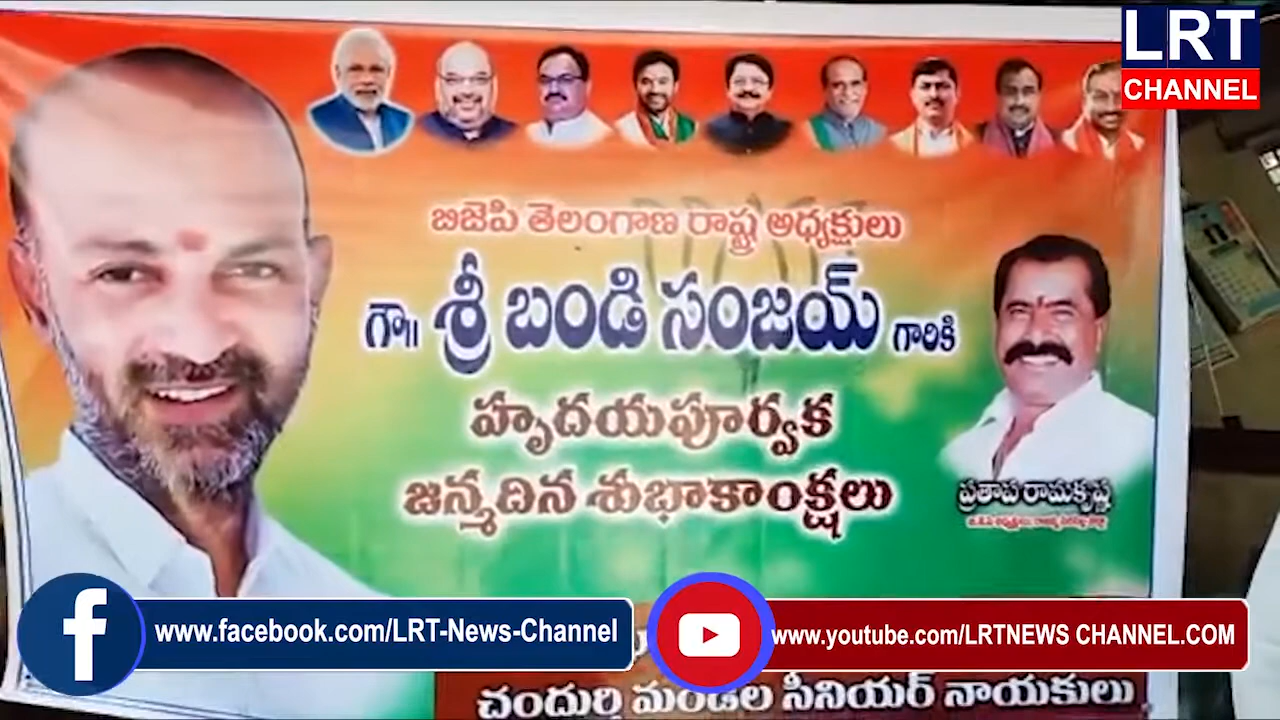 LRT
CHANNEL
బిజెపి తెలంగాణ రాష్ట్ర అధ్యక్షులు
గౌ॥ శ్రీ బండి సంజయ్ గారికి
హృదయపూర్వక
జన్మదిన శుభాకాంక్షలు
ప్రతాప రామకృష్ణ
www.facebook.com/LRT-News-Channel
www.youtube.com/LRTNEWS CHANNEL.COM
చందుర్తి మండల సీనియర్ నాయకులు